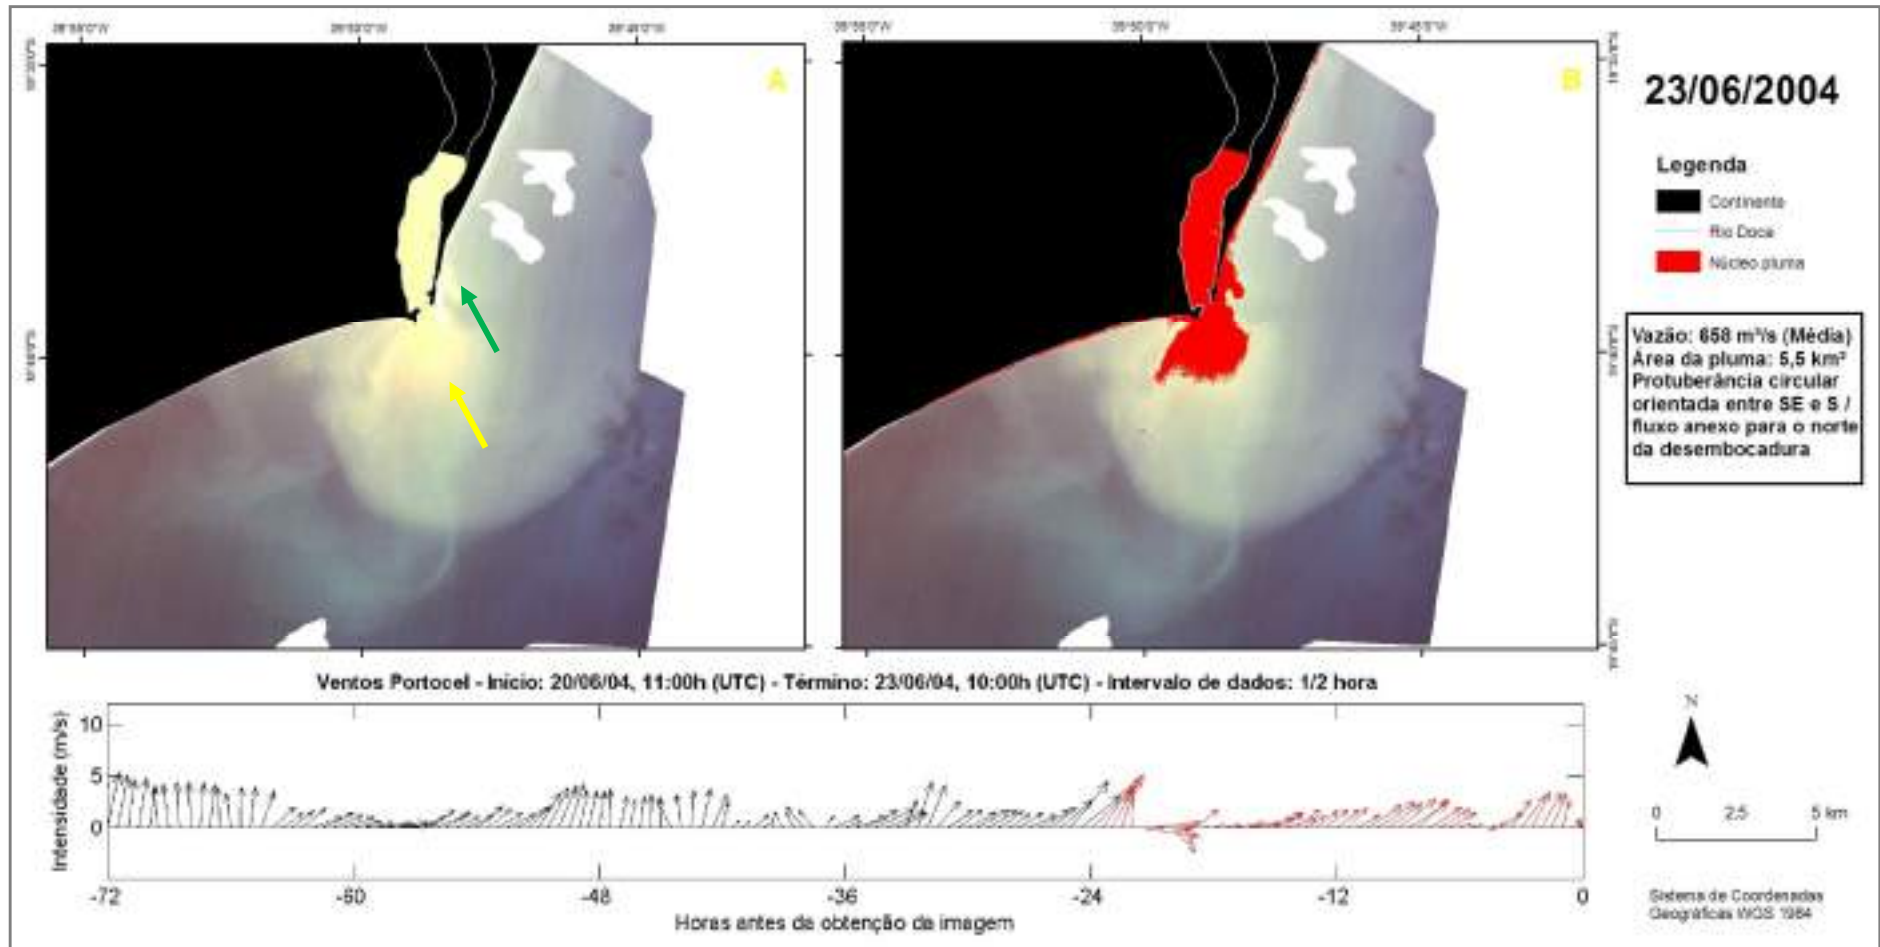 A
B
23/06/2004
Legenda
Continente
Rio Doce
Núcleo pluma
Vazão: 658 m³/s (Média)
Área da pluma: 5,5 km²
Protuberância circular
orientada entre SE e S /
fluxo anexo para o norte
da desembocadura
Ventos Portocel - Início: 20/06/04, 11:00h (UTC) - Término: 23/06/04, 10:00h (UTC) - Intervalo de dados: 1/2 hora
Intensidade (m/s)
10
5
0
-72
-60
-48
-36
-24
-12
0
Horas antes da obtenção da imagem
N
0 2,5 5 km
Sistema de Coordenadas
Geográficas WGS 1984